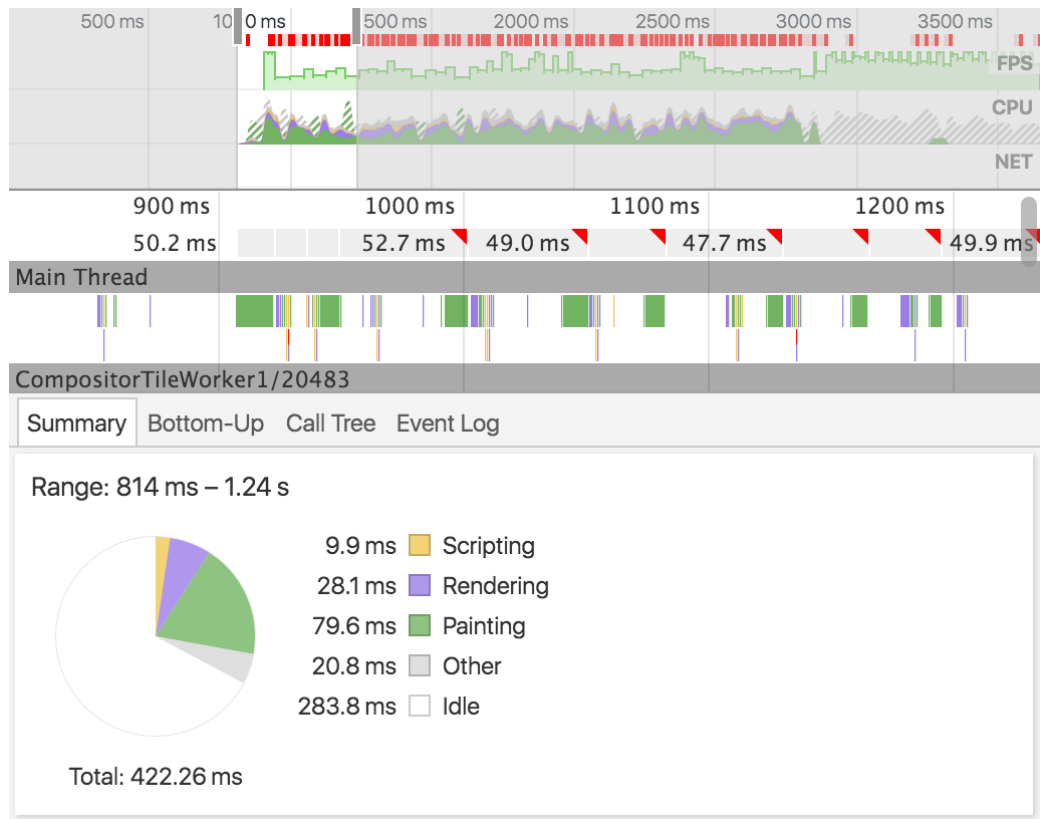 500 ms 10 0 ms 500 ms 2000 ms 2500 ms 3000 ms 3500 ms
FPS
CPU
NET
900 ms 1000 ms 1100 ms 1200 ms
50.2 ms 52.7 ms 49.0 ms 47.7 ms 49.9 ms
Main Thread
CompositorTileWorker1/20483
Summary Bottom-Up Call Tree Event Log
Range: 814 ms – 1.24 s
9.9 ms Scripting
28.1 ms Rendering
79.6 ms Painting
20.8 ms Other
283.8 ms Idle
Total: 422.26 ms